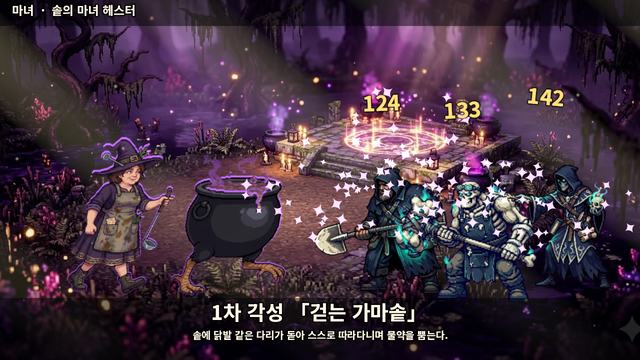 마녀 · 솥의 마녀 헤스터
124
133
142
1차 각성 「걷는 가마솥」
솥에 닭발 같은 다리가 돋아 스스로 따라다니며 물약을 뿜는다.